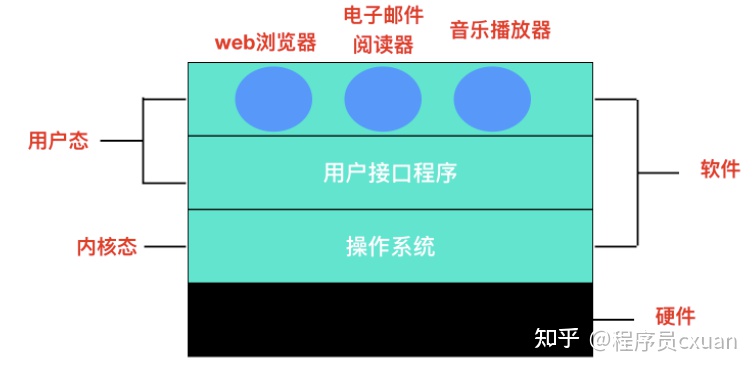 电子邮件
web浏览器
阅读器
音乐播放器
用户态
用户接口程序
软件
内核态
操作系统
硬件
知乎 @程序员cxuan